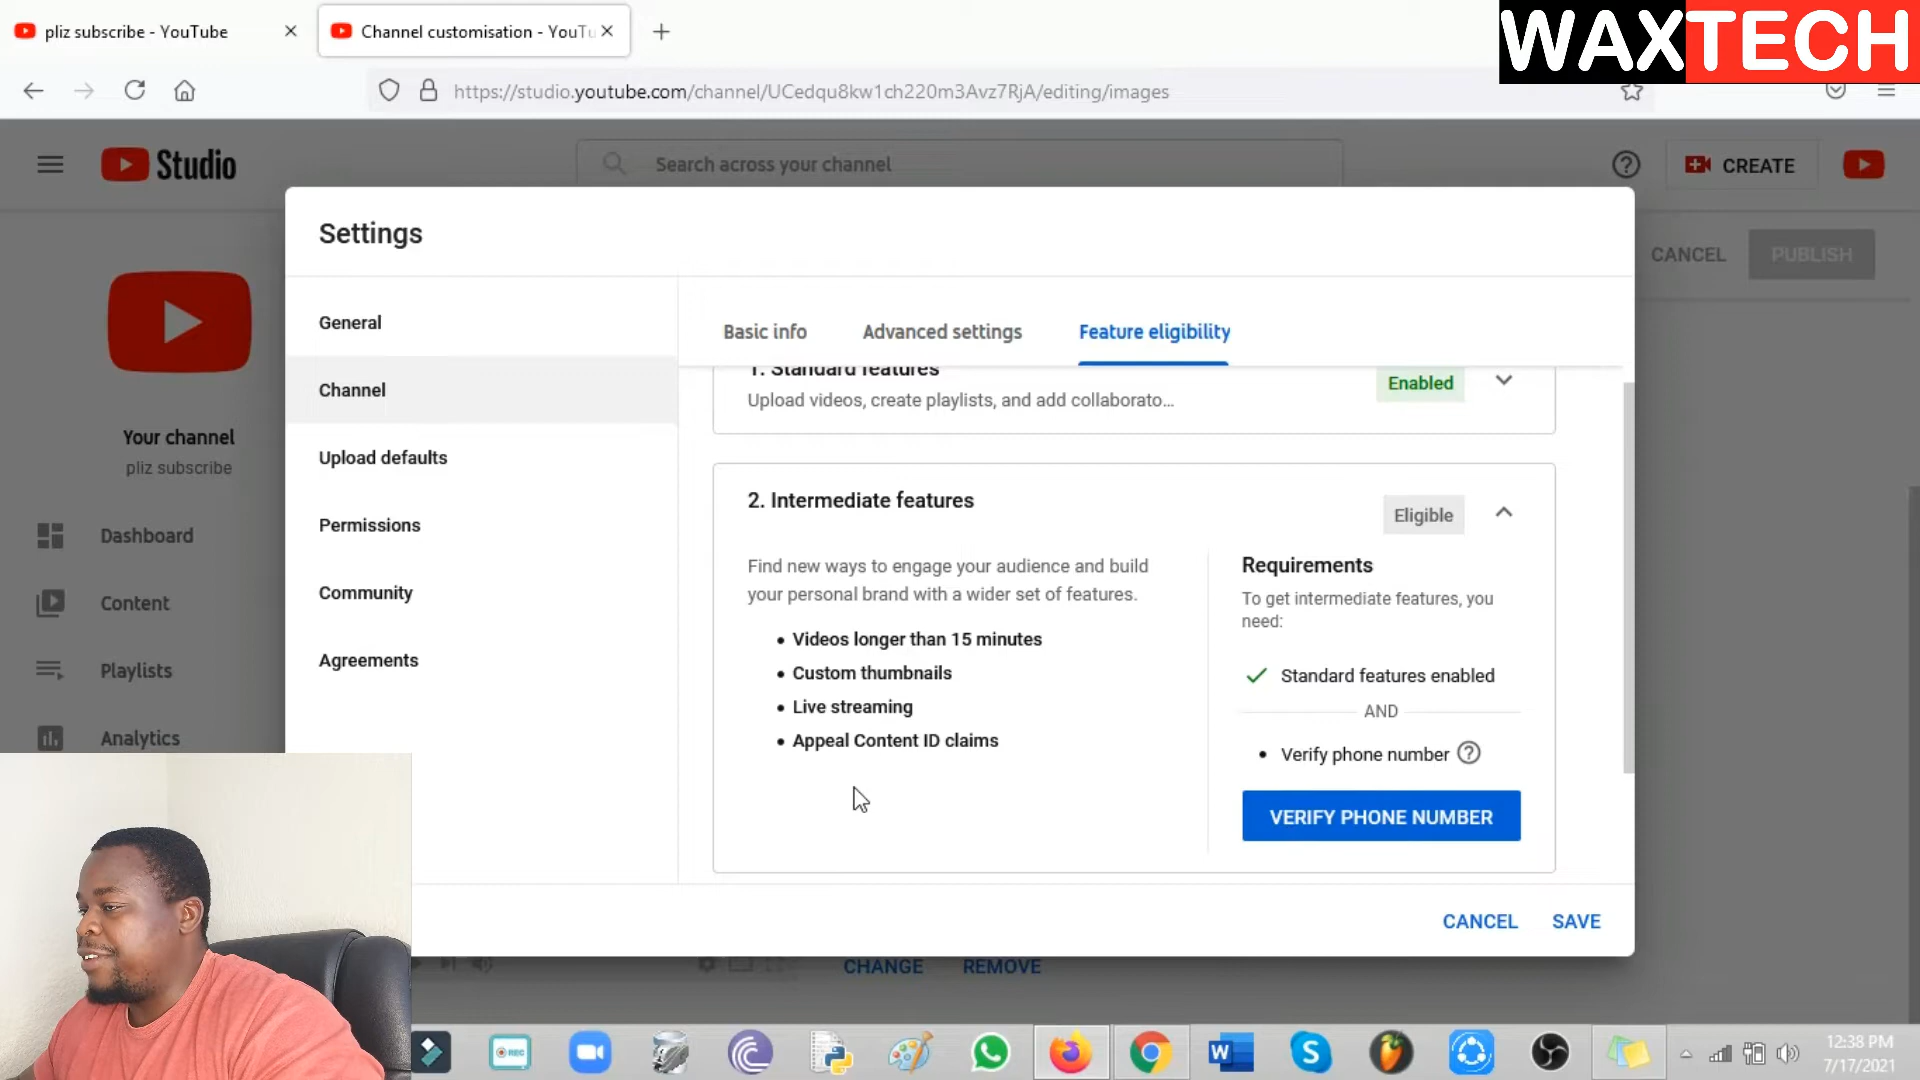 pliz subscribe - YouTube
Channel customisation - YouTu
WAXTECH
https://studio.youtube.com/channel/UCedqu8kw1ch220m3Avz7RjA/editing/images
Studio
Search across your channel
CREATE
Settings
CANCEL
PUBLISH
General
Channel
Upload defaults
Permissions
Community
Agreements
Basic info
Advanced settings
Feature eligibility
1. Standard features
Upload videos, create playlists, and add collaborato...
Enabled
2. Intermediate features
Eligible
Find new ways to engage your audience and build
your personal brand with a wider set of features.
• Videos longer than 15 minutes
• Custom thumbnails
• Live streaming
• Appeal Content ID claims
Requirements
To get intermediate features, you
need:
Standard features enabled
AND
• Verify phone number
VERIFY PHONE NUMBER
CANCEL
SAVE
Your channel
pliz subscribe
Dashboard
Content
Playlists
Analytics
CHANGE
REMOVE
REC
W
S
12:38 PM
7/17/2021